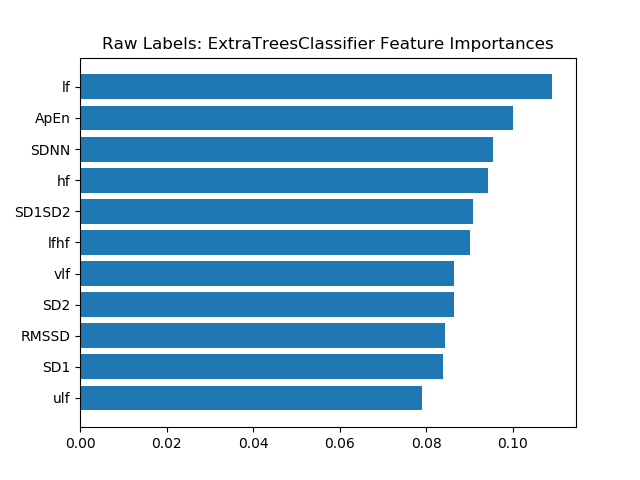 Raw Labels: ExtraTreesClassifier Feature Importances
lf
ApEn
SDNN
hf
SD1SD2
lfhf
vlf
SD2
RMSSD
SD1
ulf
0.00 0.02 0.04 0.06 0.08 0.10